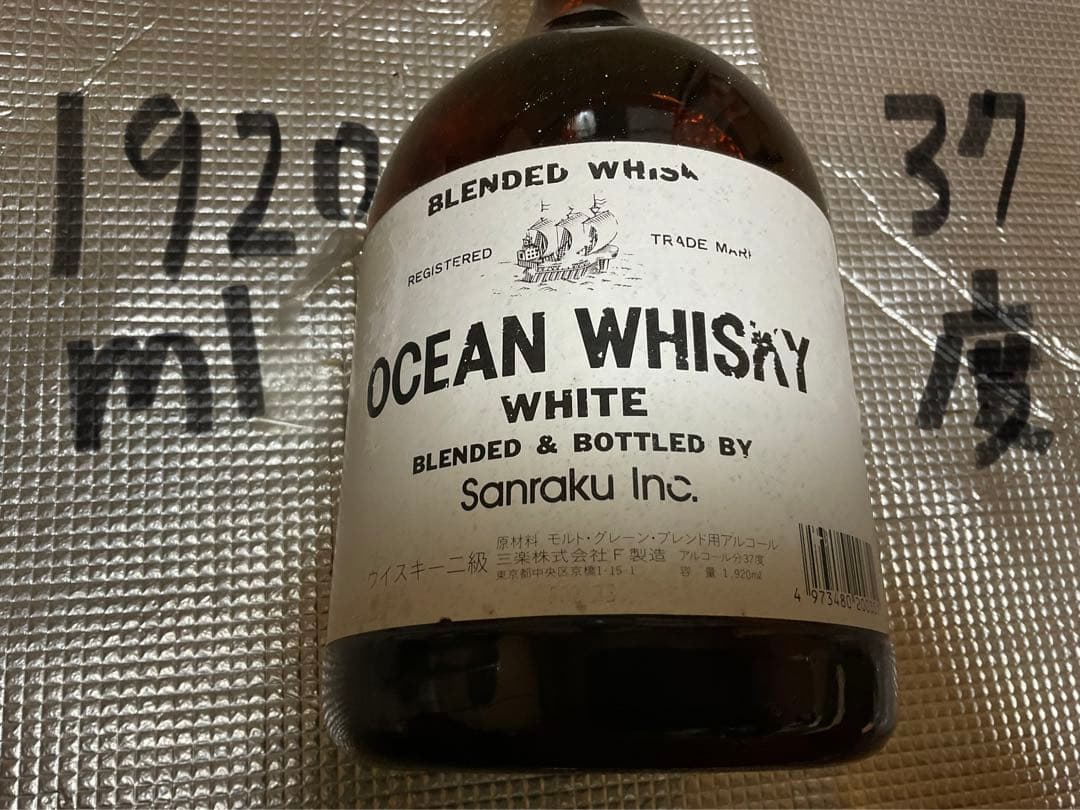 1920
ml
37
度
BLENDED WHISK
REGISTERED
TRADE MARK
OCEAN WHISKY
WHITE
BLENDED & BOTTLED BY
Sanraku Inc.
ウイスキー二級
原材料 モルト・グレーン・ブレンド用アルコール
三楽株式会社F製造 アルコール分37度
東京都中央区京橋1-15-1 容量 1,920ml
4 973480 200